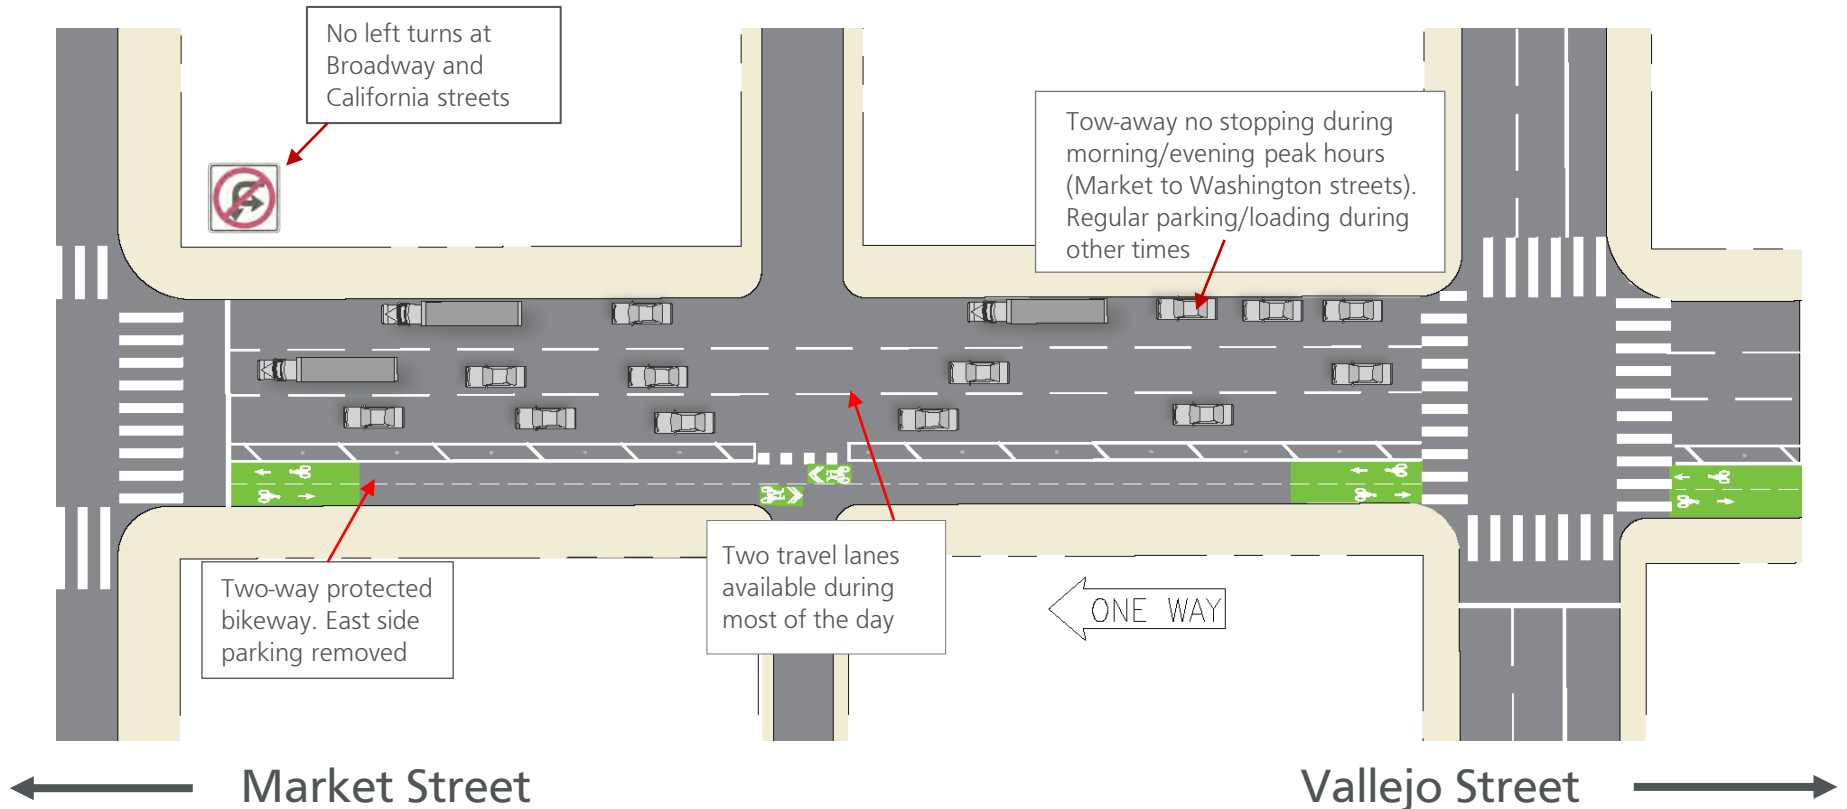 No left turns at
Broadway and
California streets
Tow-away no stopping during
morning/evening peak hours
(Market to Washington streets).
Regular parking/loading during
other times
Two-way protected
bikeway. East side
parking removed
Two travel lanes
available during
most of the day
ONE WAY
Market Street
Vallejo Street